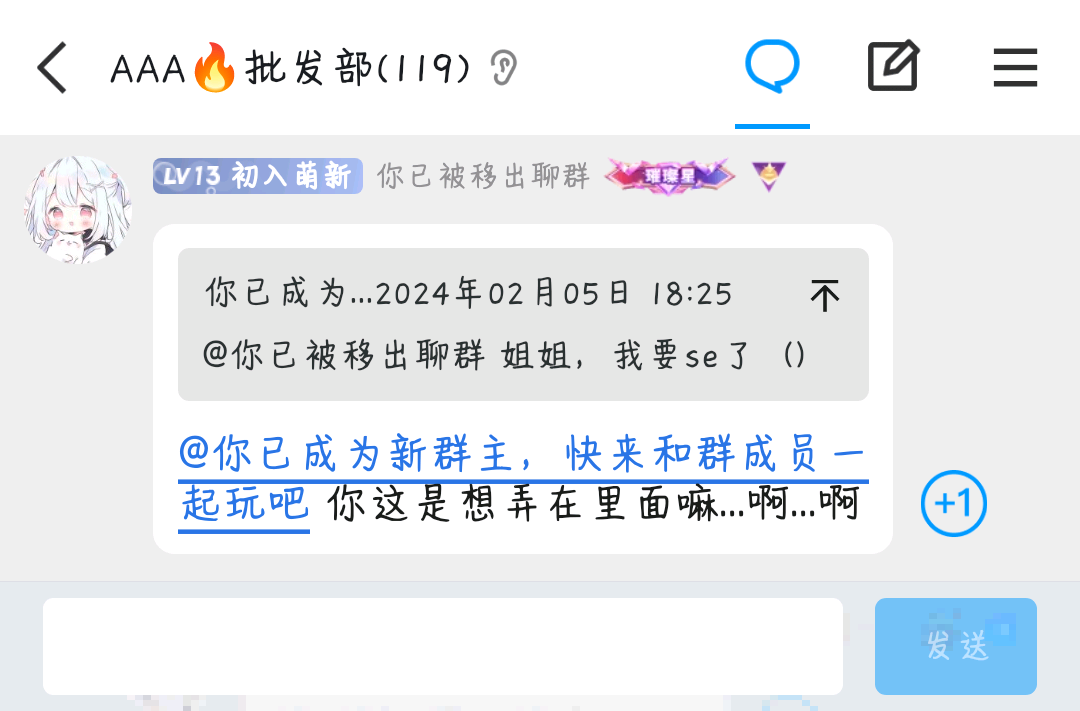 AAA🔥批发部(119)
LV13 初入萌新 你已被移出聊群 璀璨星
你已成为...2024年02月05日 18:25
@你已被移出聊群 姐姐，我要se了 ()
@你已成为新群主，快来和群成员一
起玩吧 你这是想弄在里面嘛...啊...啊
+1
发送